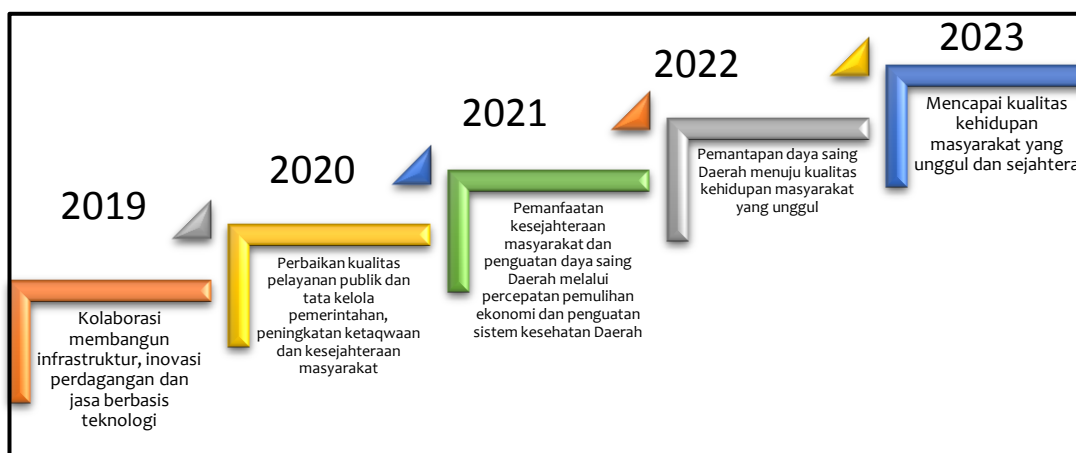 2019
Kolaborasi
membangun
infrastruktur, inovasi
perdagangan dan
jasa berbasis
teknologi
2020
Perbaikan kualitas
pelayanan publik dan
tata kelola
pemerintahan,
peningkatan ketaqwaan
dan kesejahteraan
masyarakat
2021
Pemanfaatan
kesejahteraan
masyarakat dan
penguatan daya saing
Daerah melalui
percepatan pemulihan
ekonomi dan penguatan
sistem kesehatan Daerah
2022
Pemantapan daya saing
Daerah menuju kualitas
kehidupan masyarakat
yang unggul
2023
Mencapai kualitas
kehidupan
masyarakat yang
unggul dan sejahtera